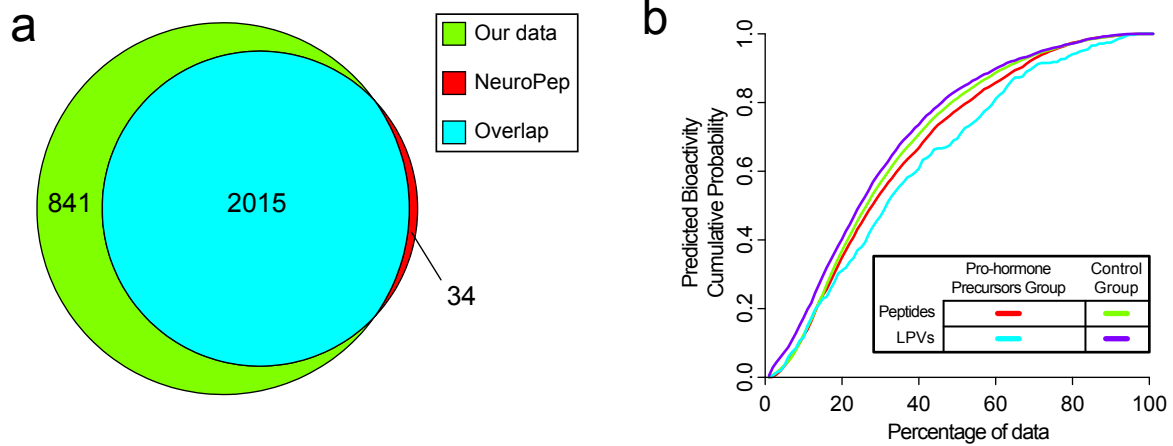 a
Our data
NeuroPep
Overlap
841
2015
34
b
Predicted Bioactivity
Cumulative Probability
1.0
0.8
0.6
0.4
0.2
0.0
Pro-hormone
Precursors Group
Control
Group
Peptides
LPVs
0
20
40
60
80
100
Percentage of data